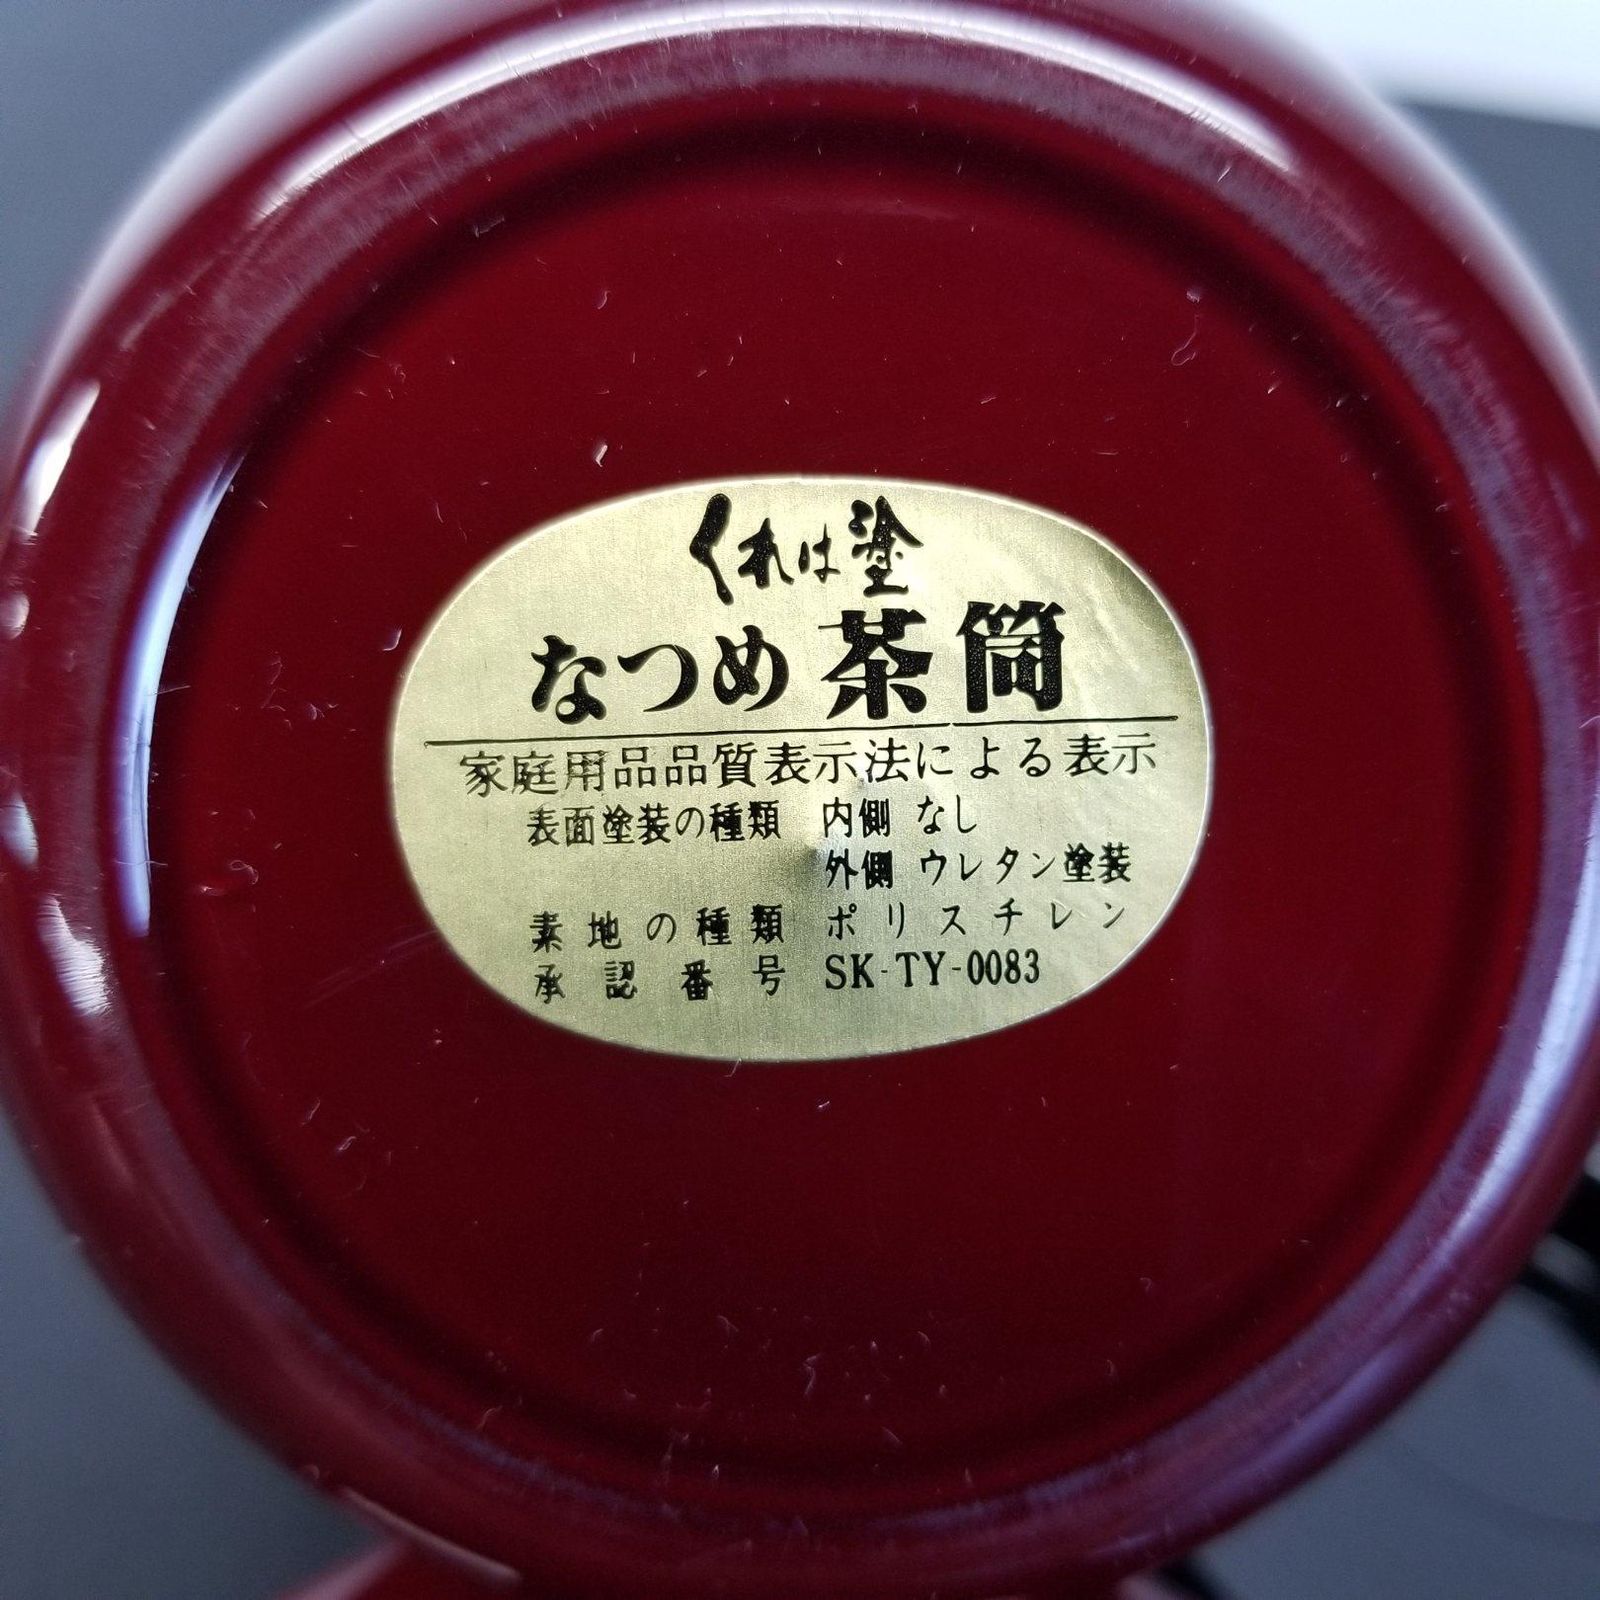 くれは塗
なつめ茶筒
家庭用品品質表示法による表示
表面塗装の種類 内側 なし
外側 ウレタン塗装
素地の種類 ポリスチレン
承認番号 SK-TY-0083